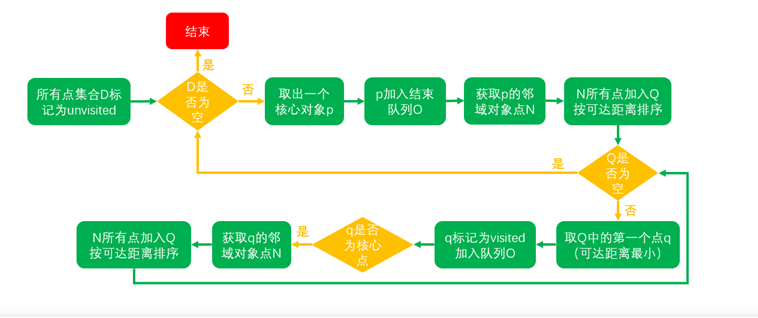 结束
是
所有点集合D标
记为unvisited
D是
否为
空
否
取出一个
核心对象p
p加入结束
队列O
获取p的邻
域对象点N
N所有点加入Q
按可达距离排序
Q是
否为
空
是
否
取Q中的第一个点q
（可达距离最小）
q标记为visited
加入队列O
q是否
为核心
点
是
获取q的邻
域对象点N
N所有点加入Q
按可达距离排序